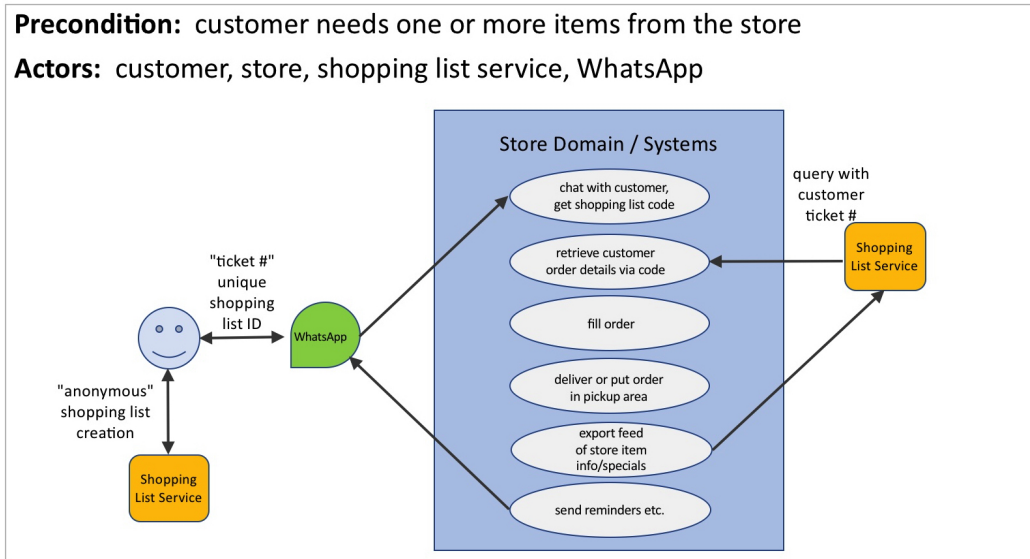 Precondition: customer needs one or more items from the store
Actors: customer, store, shopping list service, WhatsApp
Store Domain / Systems
chat with customer,
get shopping list code
query with
customer
ticket #
retrieve customer
order details via code
Shopping
List Service
"ticket #"
unique
shopping
list ID
WhatsApp
fill order
deliver or put order
in pickup area
"anonymous"
shopping list
creation
export feed
of store item
info/specials
Shopping
List Service
send reminders etc.